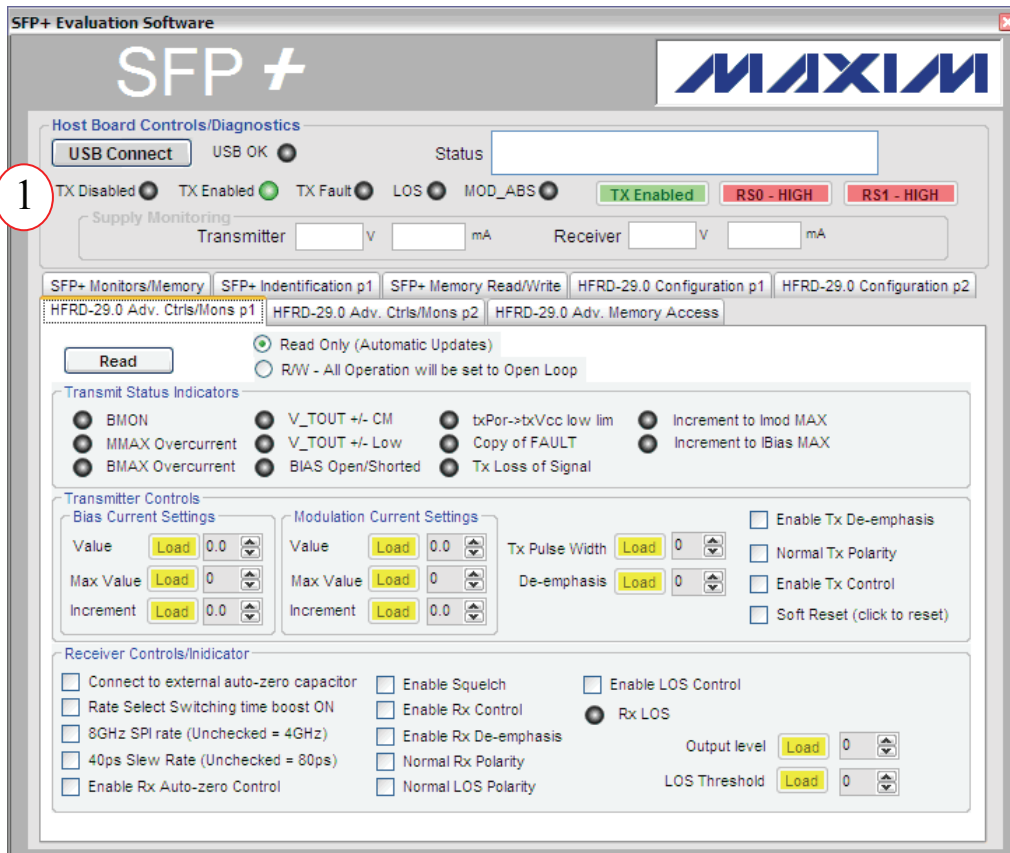 SFP+ Evaluation Software
SFP +
MAXIM
Host Board Controls/Diagnostics
USB Connect USB OK Status
1
TX Disabled TX Enabled TX Fault LOS MOD_ABS TX Enabled RS0 - HIGH RS1 - HIGH
Supply Monitoring
Transmitter V mA Receiver V mA
SFP+ Monitors/Memory SFP+ Indentification p1 SFP+ Memory Read/Write HFRD-29.0 Configuration p1 HFRD-29.0 Configuration p2
HFRD-29.0 Adv. Ctrls/Mons p1 HFRD-29.0 Adv. Ctrls/Mons p2 HFRD-29.0 Adv. Memory Access
Read Read Only (Automatic Updates)
R/W - All Operation will be set to Open Loop
Transmit Status Indicators
BMON V_TOUT +/- CM txPor->txVcc low lim Increment to Imod MAX
MMAX Overcurrent V_TOUT +/- Low Copy of FAULT Increment to IBias MAX
BMAX Overcurrent BIAS Open/Shorted Tx Loss of Signal
Transmitter Controls
Bias Current Settings
Value Load 0.0
Max Value Load 0
Increment Load 0.0
Modulation Current Settings
Value Load 0.0
Max Value Load 0
Increment Load 0.0
Tx Pulse Width Load 0
De-emphasis Load 0
Enable Tx De-emphasis
Normal Tx Polarity
Enable Tx Control
Soft Reset (click to reset)
Receiver Controls/Inidicator
Connect to external auto-zero capacitor
Rate Select Switching time boost ON
8GHz SPI rate (Unchecked = 4GHz)
40ps Slew Rate (Unchecked = 80ps)
Enable Rx Auto-zero Control
Enable Squelch
Enable Rx Control
Enable Rx De-emphasis
Normal Rx Polarity
Normal LOS Polarity
Enable LOS Control
Rx LOS
Output level Load 0
LOS Threshold Load 0